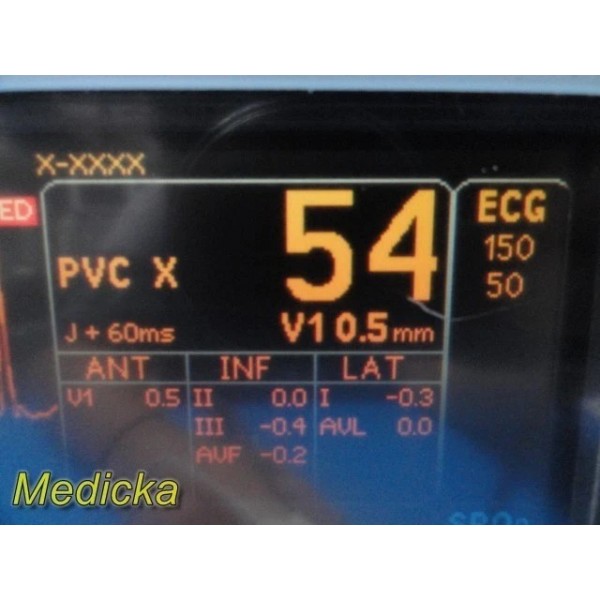 X-XXXX
ED
54
ECG
150
50
PVC X
J + 60ms V1 0.5 mm
ANT INF LAT
V1 0.5 II 0.0 I -0.3
III -0.4 AVL 0.0
AVF -0.2
Medicka